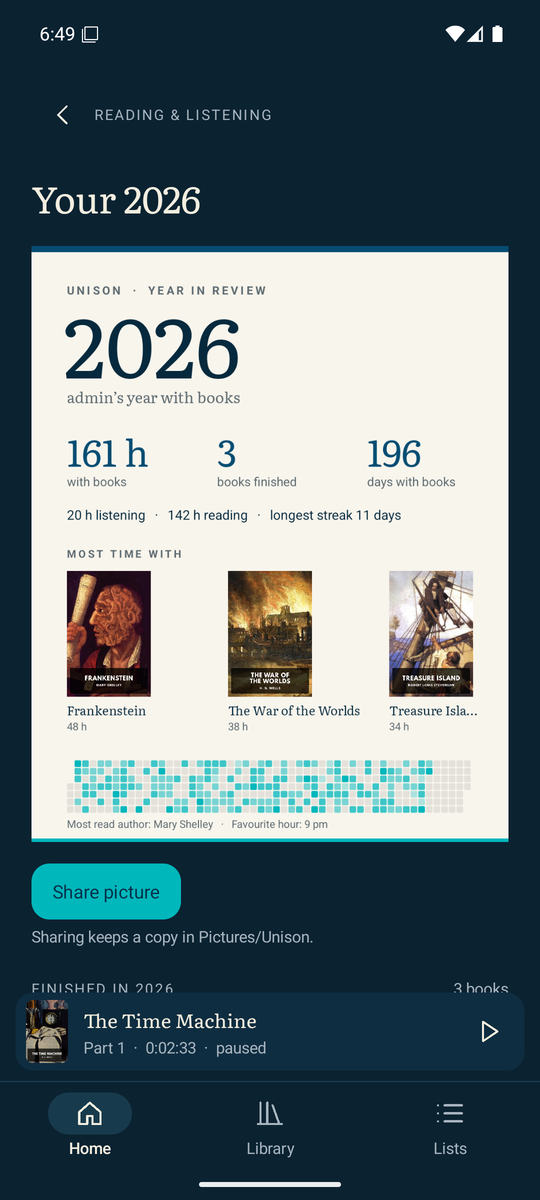 6:49
READING & LISTENING
Your 2026
UNISON · YEAR IN REVIEW
2026
admin's year with books
161 h
3
196
with books
books finished
days with books
20 h listening · 142 h reading · longest streak 11 days
MOST TIME WITH
FRANKENSTEIN
MARY SHELLEY
THE WAR OF
THE WORLDS
H. G. WELLS
TREASURE ISLAND
ROBERT LOUIS STEVENSON
Frankenstein
The War of the Worlds
Treasure Isla...
48 h
38 h
34 h
Most read author: Mary Shelley · Favourite hour: 9 pm
Share picture
Sharing keeps a copy in Pictures/Unison.
FINISHED IN 2026
3 books
THE TIME MACHINE
The Time Machine
Part 1 · 0:02:33 · paused
Home
Library
Lists